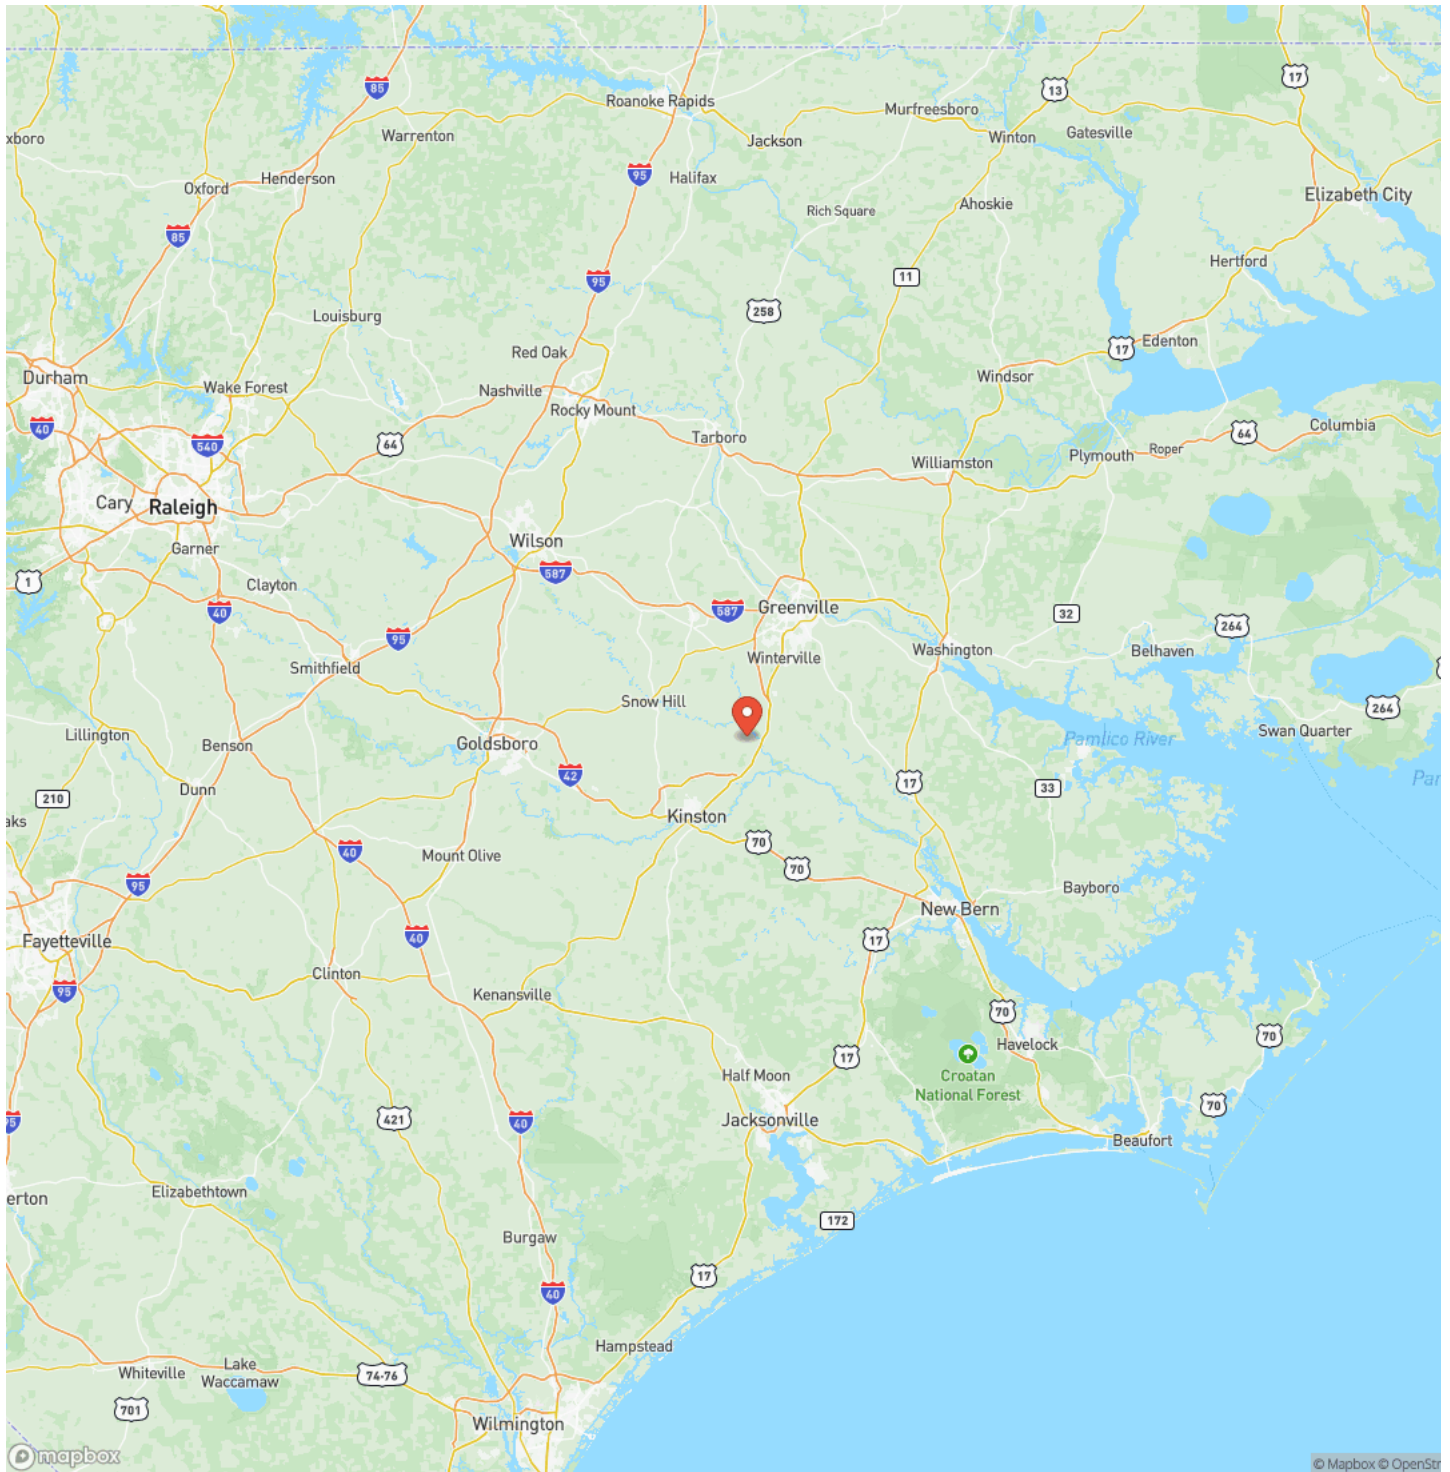 85
Roanoke Rapids
13
17
xboro
Warrenton
Jackson
Murfreesboro
Winton
Gatesville
Oxford
Henderson
95
Halifax
Rich Square
Ahoskie
Elizabeth City
85
Hertford
95
11
Louisburg
258
Red Oak
17
Edenton
Durham
Wake Forest
Nashville
Windsor
Rocky Mount
40
540
64
Tarboro
64
Columbia
Williamston
Plymouth
Roper
Cary
Raleigh
Garner
Wilson
1
Clayton
587
587
Greenville
40
32
264
95
Smithfield
Winterville
Washington
Belhaven
Snow Hill
264
Lillington
Benson
Goldsboro
Pamlico River
Swan Quarter
42
17
33
Pam
210
Dunn
aks
Kinston
40
Mount Olive
70
70
95
Bayboro
New Bern
Fayetteville
40
17
Clinton
95
Kenansville
70
Havelock
70
17
Half Moon
Croatan
National Forest
95
421
40
Jacksonville
70
Beaufort
erton
Elizabethtown
172
Burgaw
17
40
Hampstead
Whiteville
Lake
Waccamaw
74-76
701
Wilmington
mapbox
© Mapbox © OpenStr